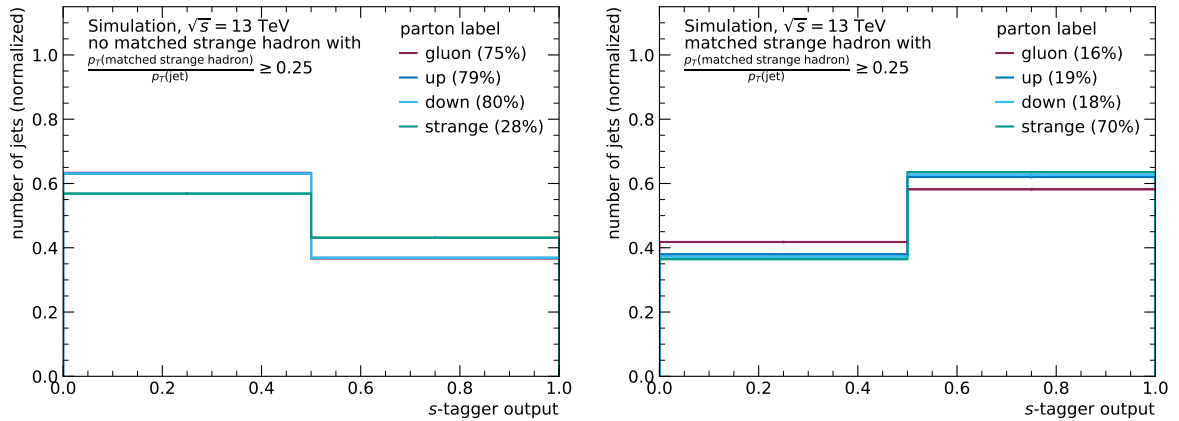 Simulation, √s = 13 TeV
no matched strange hadron with
p_T(matched strange hadron)/p_T(jet) ≥ 0.25
parton label
gluon (75%)
up (79%)
down (80%)
strange (28%)
number of jets (normalized)
1.0
0.8
0.6
0.4
0.2
0.0
0.0 0.2 0.4 0.6 0.8 1.0
s-tagger output
Simulation, √s = 13 TeV
matched strange hadron with
p_T(matched strange hadron)/p_T(jet) ≥ 0.25
parton label
gluon (16%)
up (19%)
down (18%)
strange (70%)
number of jets (normalized)
1.0
0.8
0.6
0.4
0.2
0.0
0.0 0.2 0.4 0.6 0.8 1.0
s-tagger output